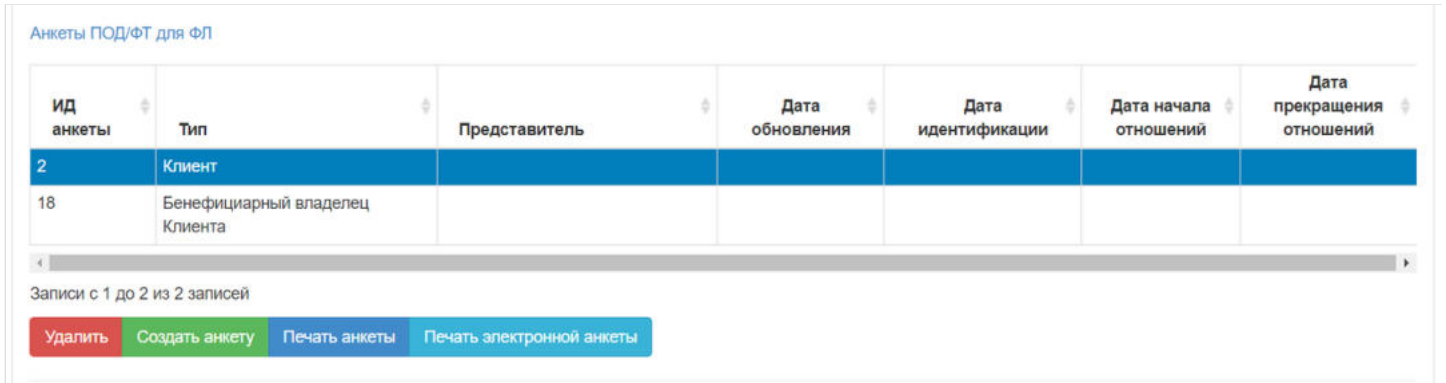 Анкеты ПОД/ФТ для ФЛ
ИД анкеты Тип Представитель Дата обновления Дата идентификации Дата начала отношений Дата прекращения отношений
2 Клиент
18 Бенефициарный владелец
Клиента
Записи с 1 до 2 из 2 записей
Удалить Создать анкету Печать анкеты Печать электронной анкеты